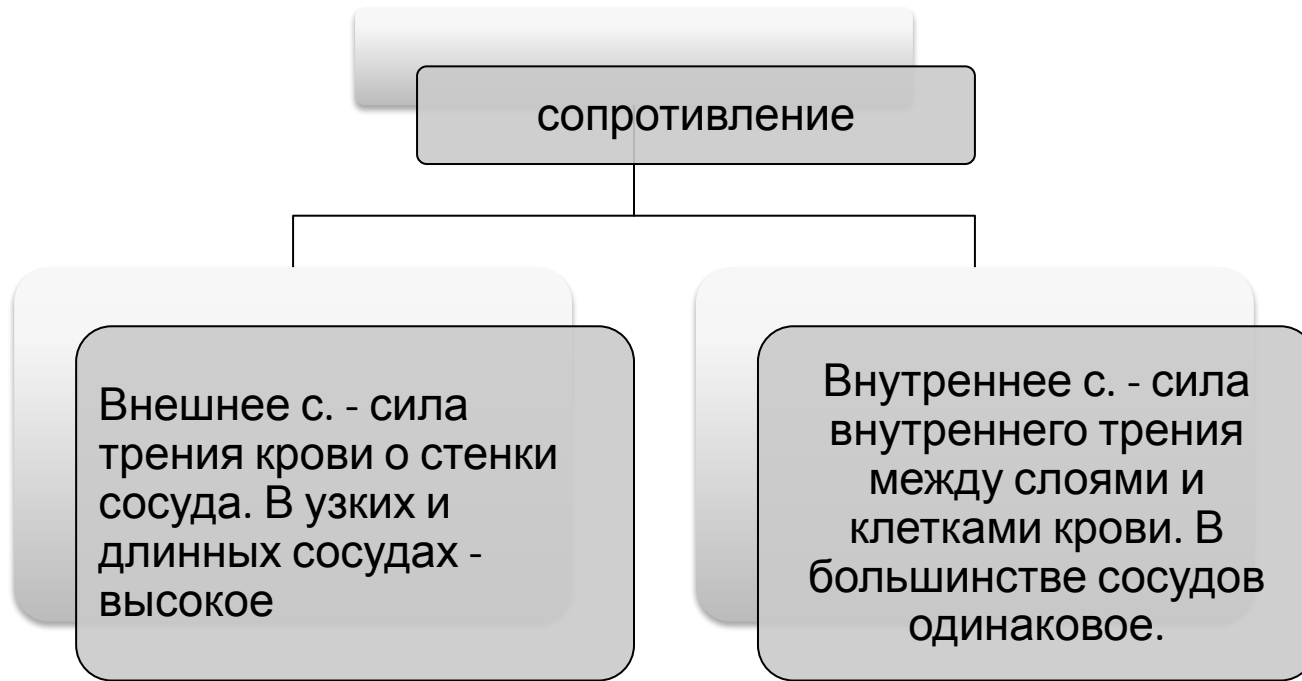 сопротивление
Внешнее с. - сила
трения крови о стенки
сосуда. В узких и
длинных сосудах -
высокое
Внутреннее с. - сила
внутреннего трения
между слоями и
клетками крови. В
большинстве сосудов
одинаковое.